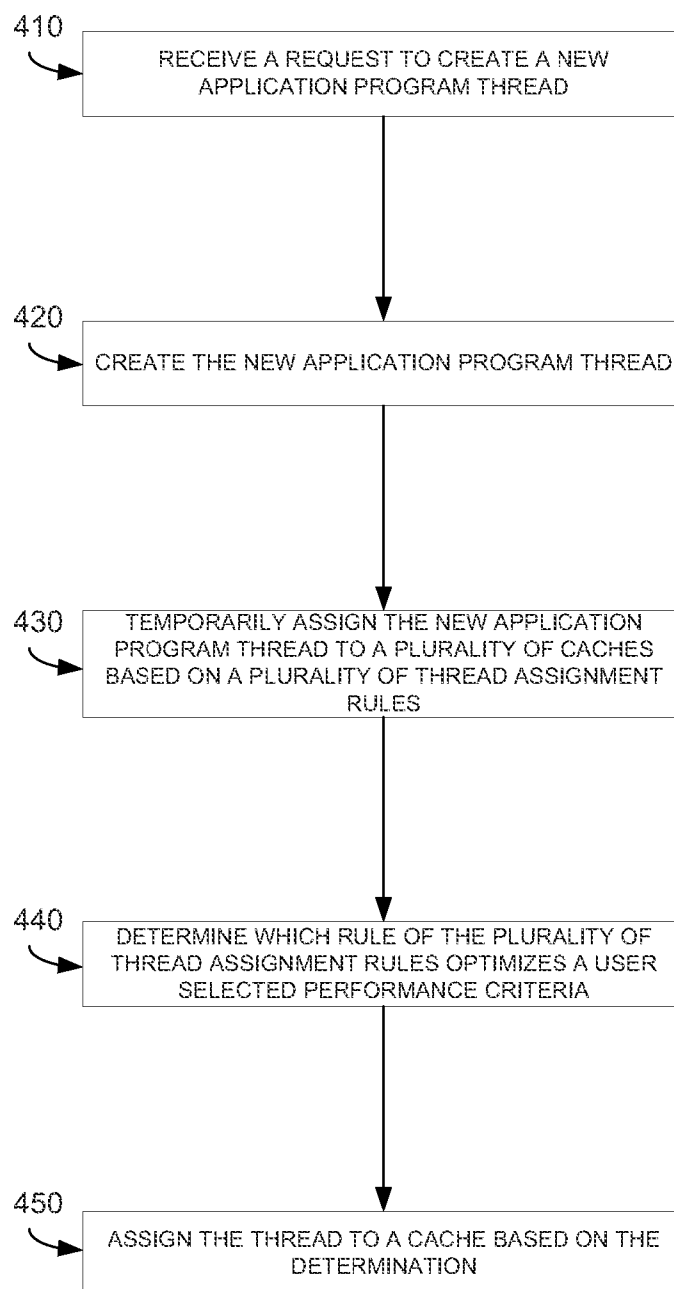 410
RECEIVE A REQUEST TO CREATE A NEW
APPLICATION PROGRAM THREAD
420
CREATE THE NEW APPLICATION PROGRAM THREAD
430
TEMPORARILY ASSIGN THE NEW APPLICATION
PROGRAM THREAD TO A PLURALITY OF CACHES
BASED ON A PLURALITY OF THREAD ASSIGNMENT
RULES
440
DETERMINE WHICH RULE OF THE PLURALITY OF
THREAD ASSIGNMENT RULES OPTIMIZES A USER
SELECTED PERFORMANCE CRITERIA
450
ASSIGN THE THREAD TO A CACHE BASED ON THE
DETERMINATION